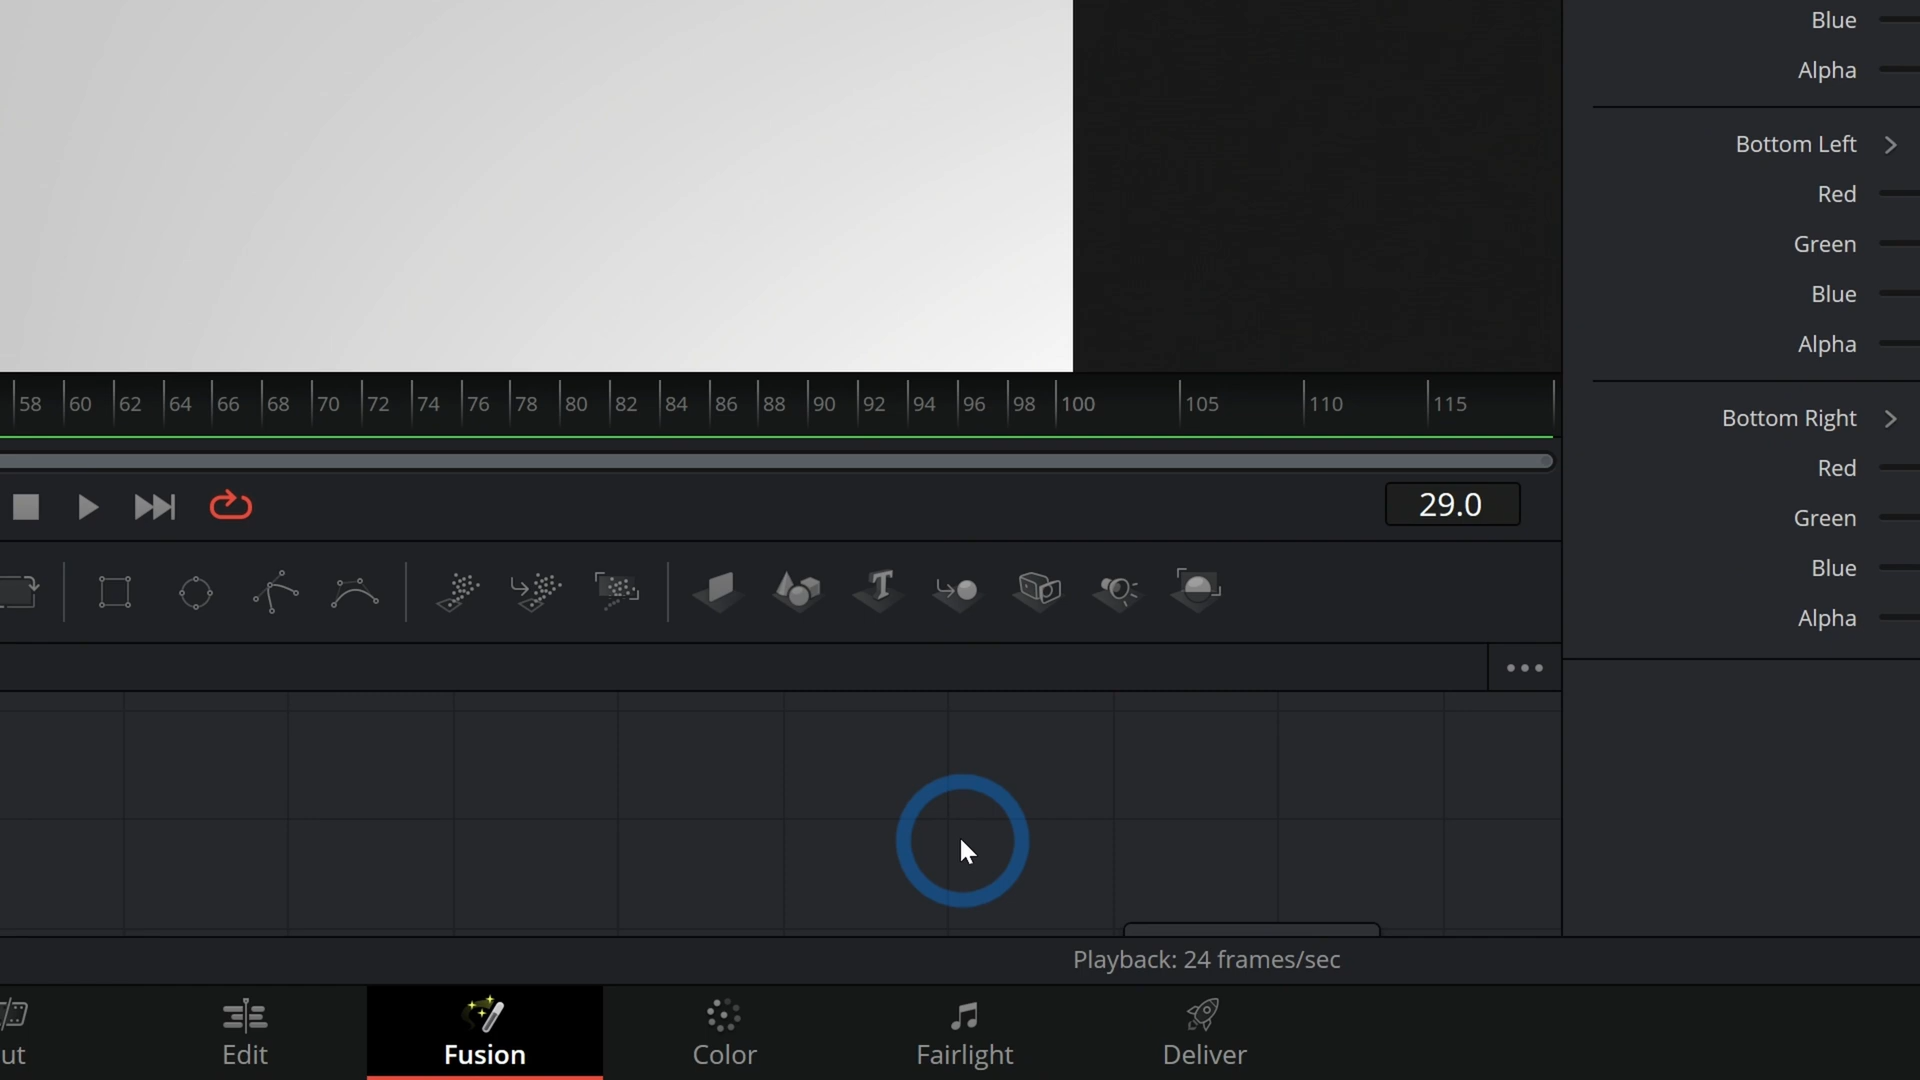 Blue
Alpha
Bottom Left
Red
Green
Blue
Alpha
Bottom Right
Red
Green
Blue
Alpha
58 60 62 64 66 68 70 72 74 76 78 80 82 84 86 88 90 92 94 96 98 100 105 110 115
29.0
T
Playback: 24 frames/sec
ut
Edit
Fusion
Color
Fairlight
Deliver